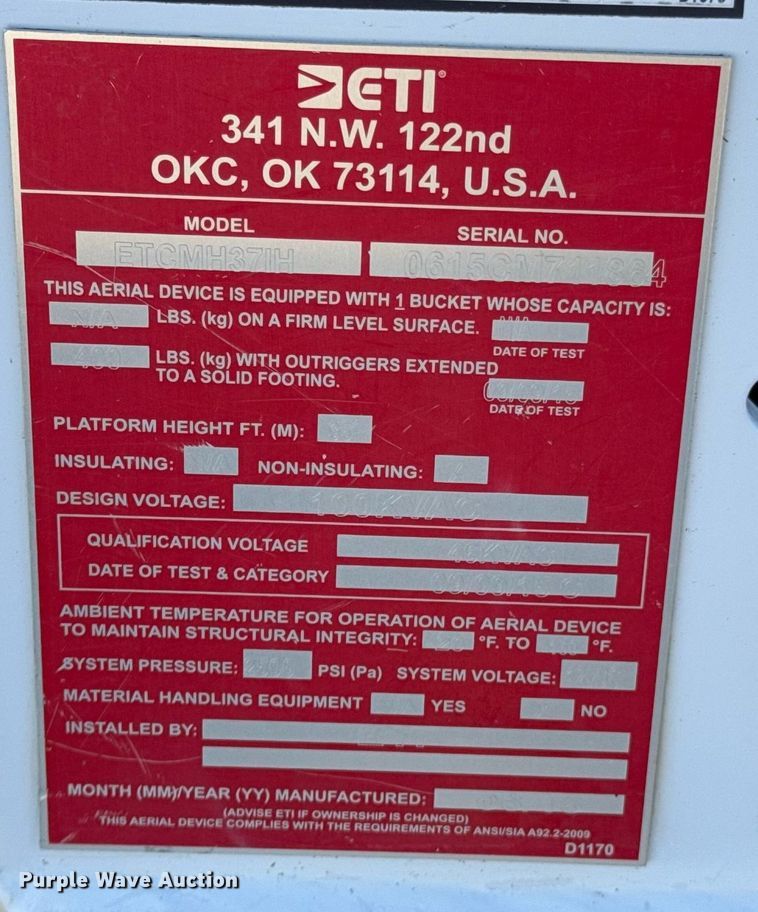 ETI®
341 N.W. 122nd
OKC, OK 73114, U.S.A.
MODEL SERIAL NO.
ETCMH37IH
THIS AERIAL DEVICE IS EQUIPPED WITH 1 BUCKET WHOSE CAPACITY IS:
N/A LBS. (kg) ON A FIRM LEVEL SURFACE.
DATE OF TEST
LBS. (kg) WITH OUTRIGGERS EXTENDED
TO A SOLID FOOTING.
DATE OF TEST
PLATFORM HEIGHT FT. (M):
INSULATING: NON-INSULATING:
DESIGN VOLTAGE:
QUALIFICATION VOLTAGE
DATE OF TEST & CATEGORY
AMBIENT TEMPERATURE FOR OPERATION OF AERIAL DEVICE
TO MAINTAIN STRUCTURAL INTEGRITY: °F. TO °F.
SYSTEM PRESSURE: PSI (Pa) SYSTEM VOLTAGE:
MATERIAL HANDLING EQUIPMENT YES NO
INSTALLED BY:
MONTH (MM)/YEAR (YY) MANUFACTURED:
(ADVISE ETI IF OWNERSHIP IS CHANGED)
THIS AERIAL DEVICE COMPLIES WITH THE REQUIREMENTS OF ANSI/SIA A92.2-2009
D1170
Purple Wave Auction